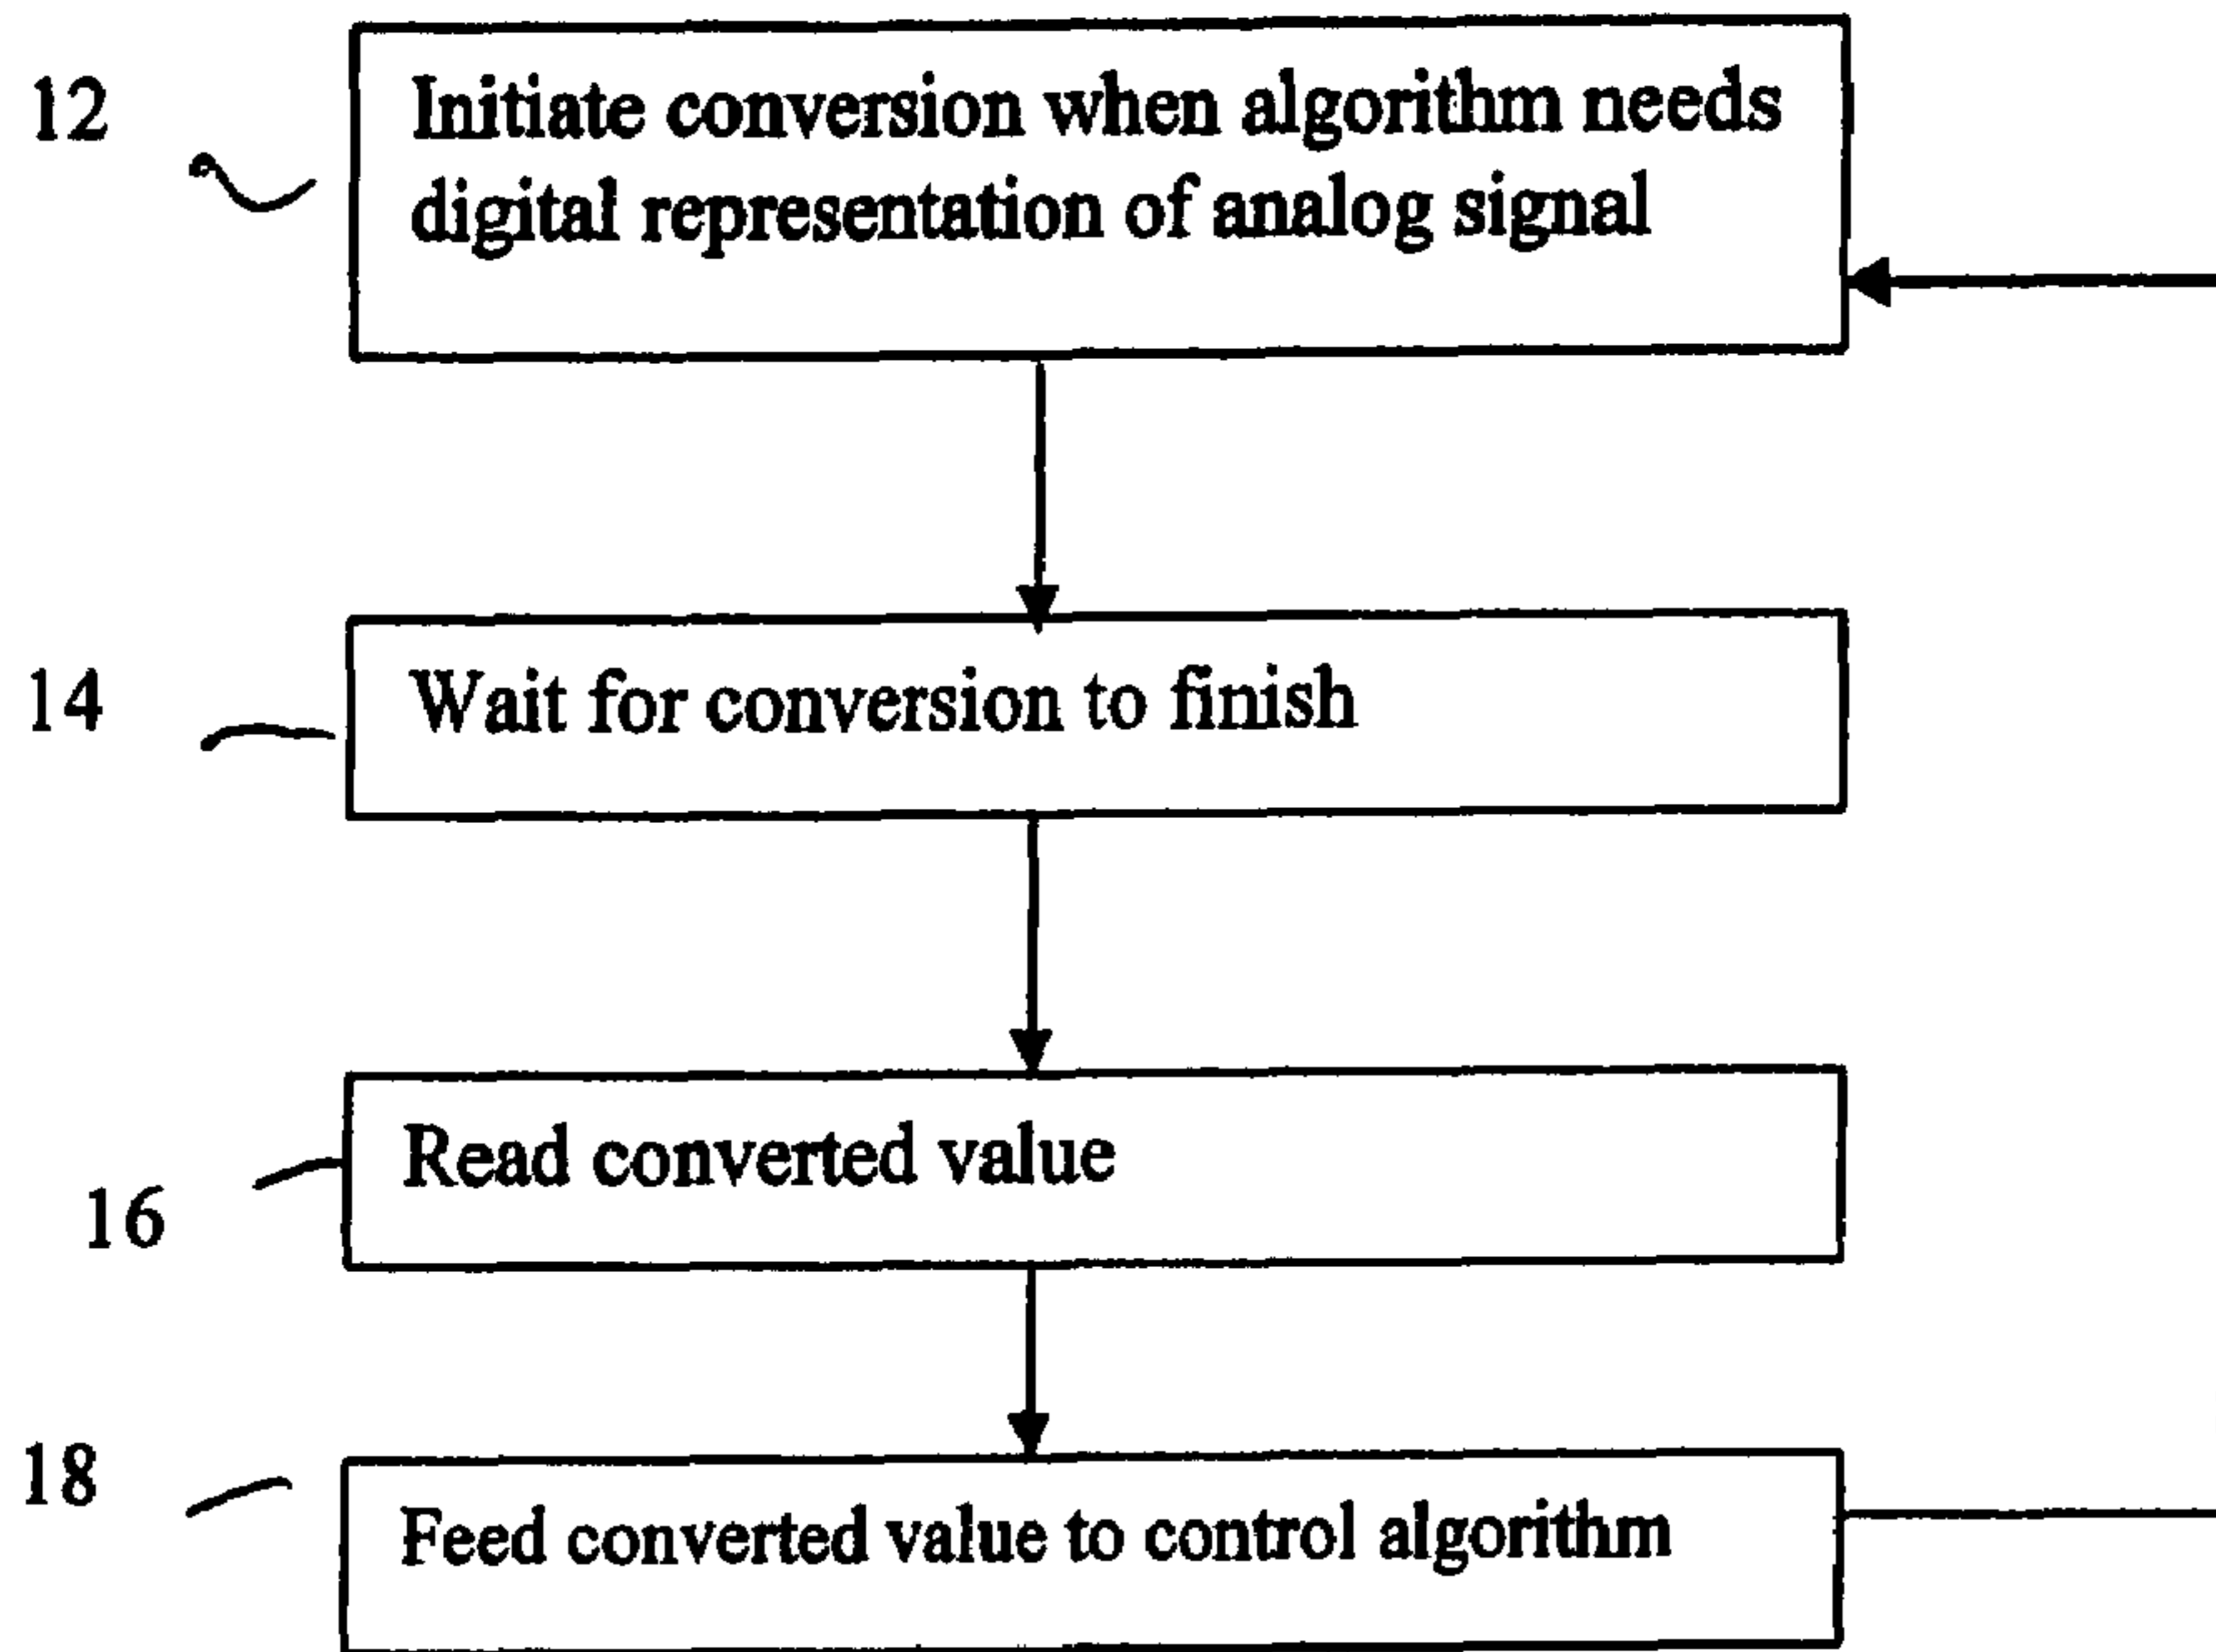 12
Initiate conversion when algorithm needs
digital representation of analog signal
14
Wait for conversion to finish
16
Read converted value
18
Feed converted value to control algorithm